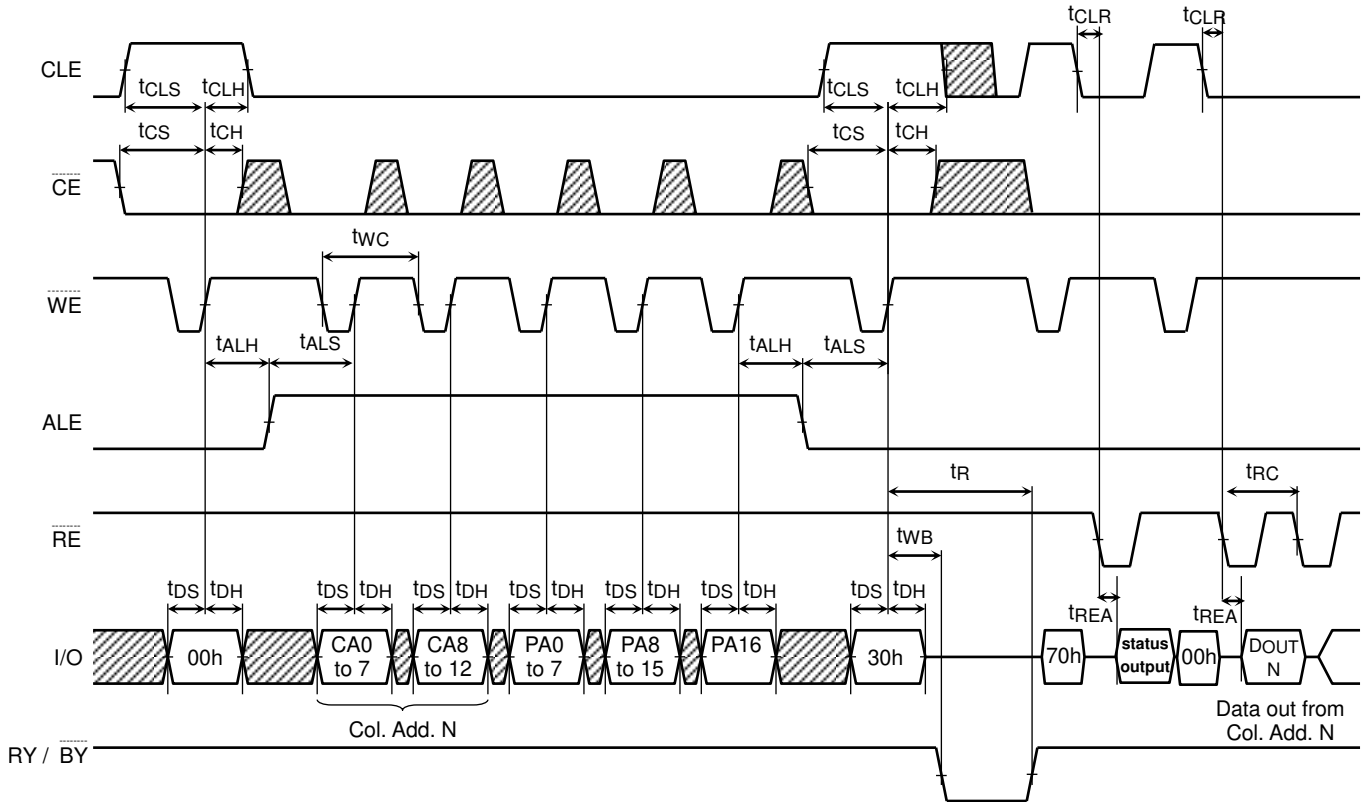 tCLR tCLR
CLE
tCLS tCLH tCLS tCLH
tCS tCH tCS tCH
CE
tWC
WE
tALH tALS tALH tALS
ALE
tR tRC
RE
tWB
tDS tDH tDS tDH tDS tDH tDS tDH tDS tDH tDS tDH tDS tDH
tREA tREA
I/O 00h CA0 to 7 CA8 to 12 PA0 to 7 PA8 to 15 PA16 30h 70h status output 00h DOUT N
Col. Add. N
Data out from
Col. Add. N
RY / BY